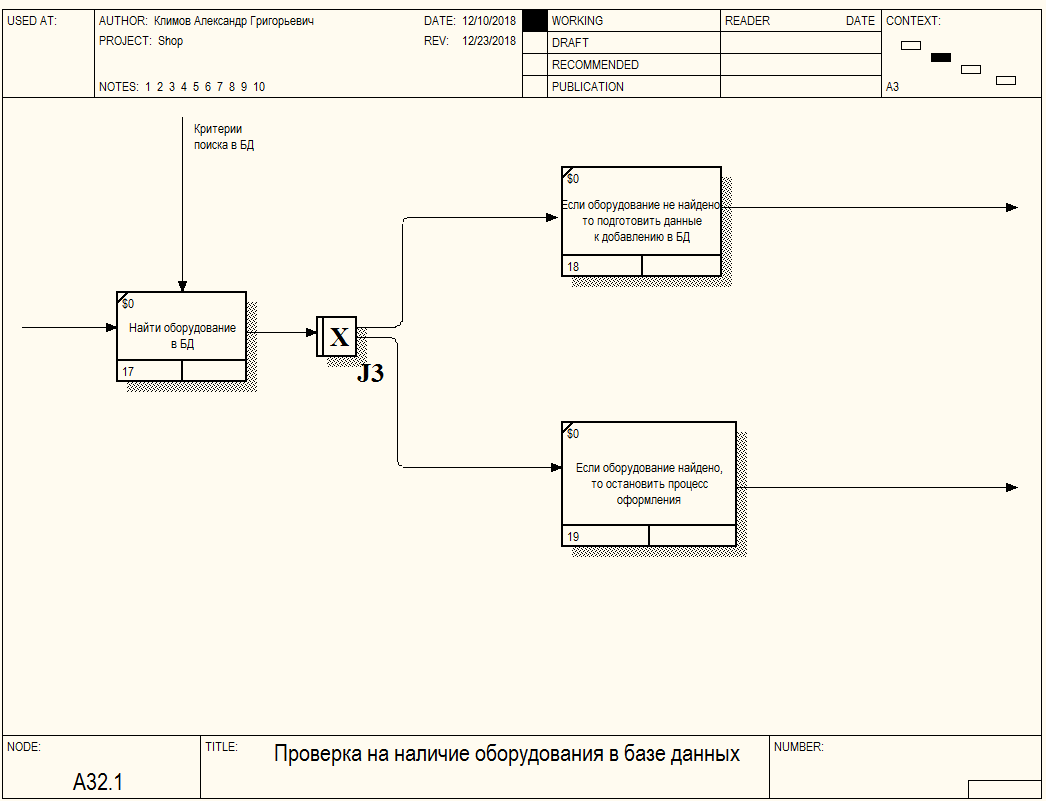 USED AT:
AUTHOR: Климов Александр Григорьевич
DATE: 12/10/2018
PROJECT: Shop
REV: 12/23/2018
NOTES: 1 2 3 4 5 6 7 8 9 10
WORKING
DRAFT
RECOMMENDED
PUBLICATION
READER
DATE
CONTEXT:
A3
Критерии
поиска в БД
$0
Если оборудование не найдено
то подготовить данные
к добавлению в БД
18
$0
Найти оборудование
в БД
17
X
J3
$0
Если оборудование найдено,
то остановить процесс
оформления
19
NODE:
A32.1
TITLE:
Проверка на наличие оборудования в базе данных
NUMBER: